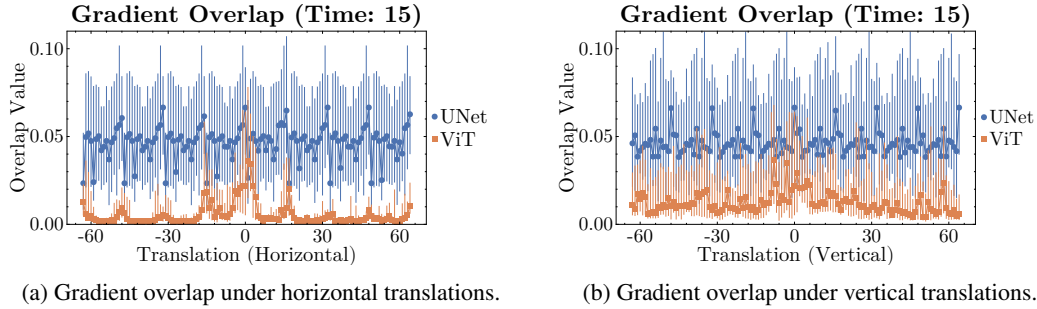 Gradient Overlap (Time: 15)
0.10
0.05
0.00
Overlap Value
-60 -30 0 30 60
Translation (Horizontal)
UNet
ViT
(a) Gradient overlap under horizontal translations.
Gradient Overlap (Time: 15)
0.10
0.05
0.00
Overlap Value
-60 -30 0 30 60
Translation (Vertical)
UNet
ViT
(b) Gradient overlap under vertical translations.